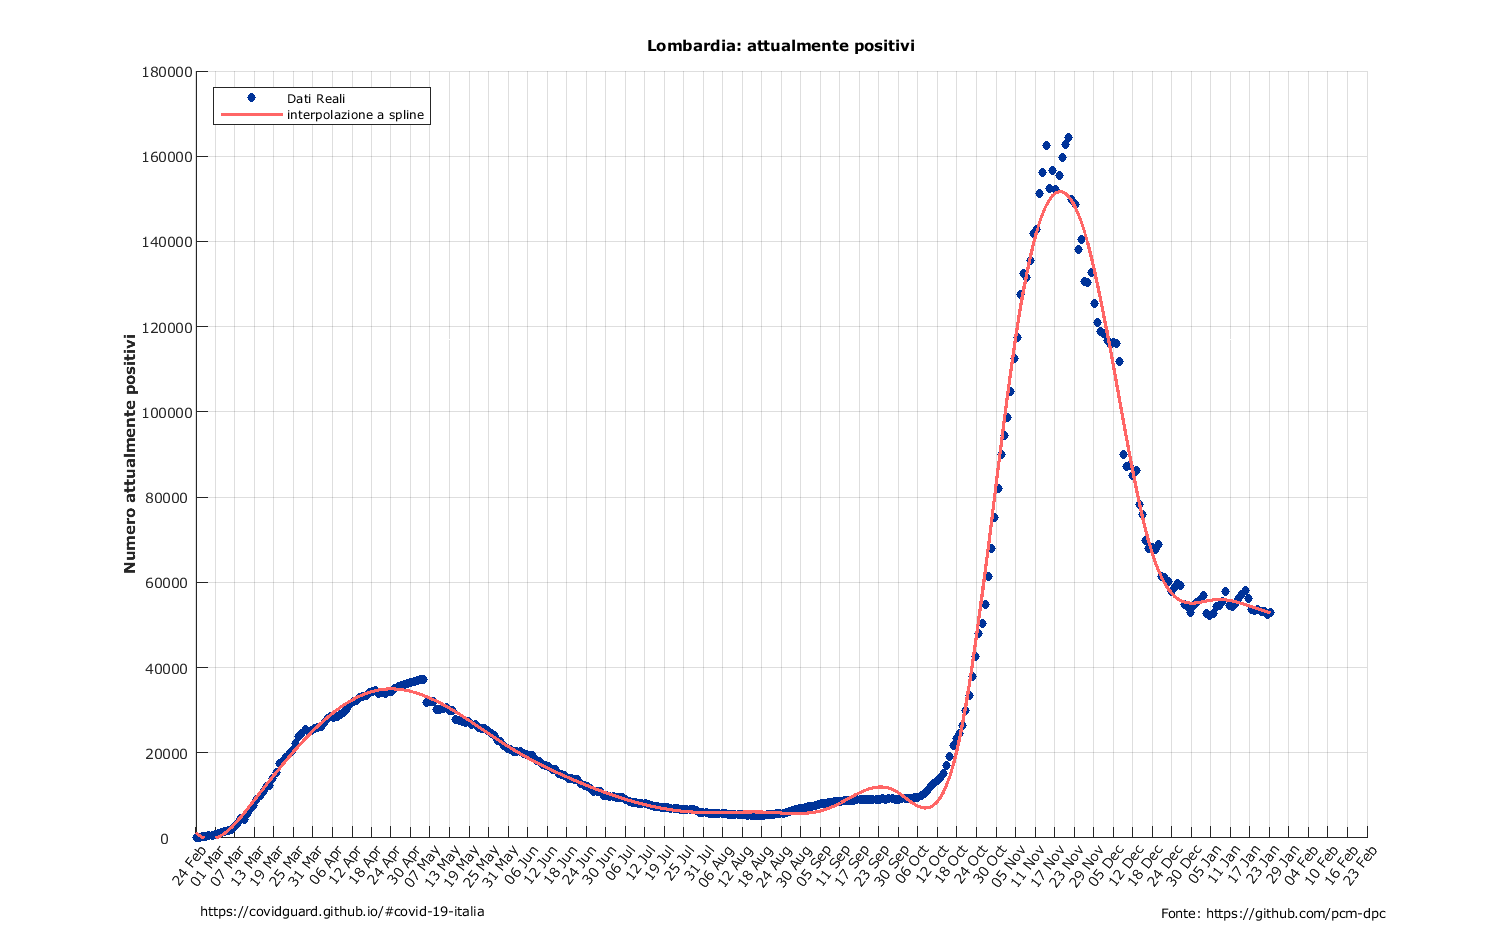 Lombardia: attualmente positivi
180000
160000
140000
120000
100000
80000
60000
40000
20000
0
Numero attualmente positivi
Dati Reali
interpolazione a spline
24 Feb
01 Mar
07 Mar
13 Mar
19 Mar
25 Mar
31 Mar
06 Apr
12 Apr
18 Apr
24 Apr
30 Apr
07 May
13 May
19 May
25 May
31 May
06 Jun
12 Jun
18 Jun
24 Jun
30 Jun
06 Jul
12 Jul
19 Jul
25 Jul
31 Jul
06 Aug
12 Aug
18 Aug
24 Aug
30 Aug
05 Sep
11 Sep
17 Sep
23 Sep
30 Sep
06 Oct
12 Oct
18 Oct
24 Oct
30 Oct
05 Nov
11 Nov
17 Nov
23 Nov
29 Nov
05 Dec
12 Dec
18 Dec
24 Dec
30 Dec
05 Jan
11 Jan
17 Jan
23 Jan
29 Jan
04 Feb
10 Feb
16 Feb
23 Feb
https://covidguard.github.io/#covid-19-italia
Fonte: https://github.com/pcm-dpc